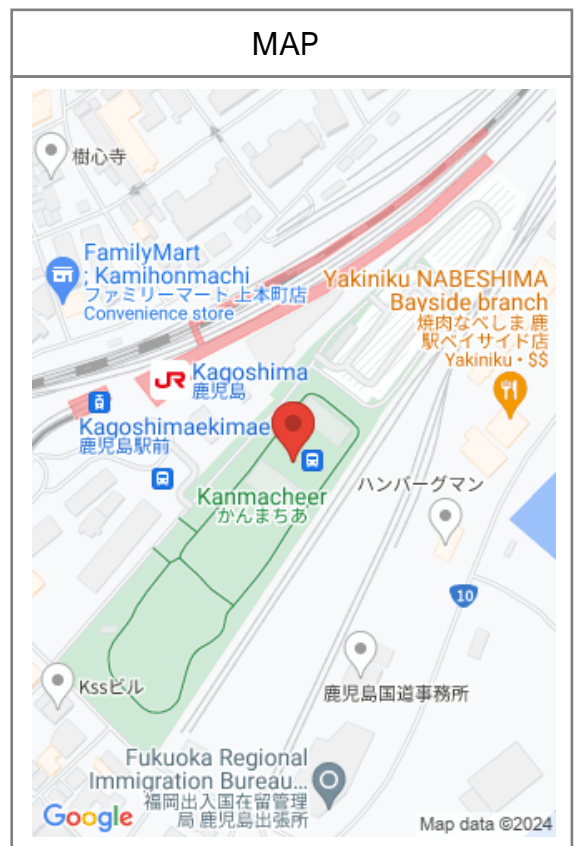 MAP
樹心寺
FamilyMart
; Kamihonmachi
ファミリーマート 上本町店
Convenience store
Yakiniku NABESHIMA
Bayside branch
焼肉なべしま 鹿
駅ベイサイド店
Yakiniku・$$
JR
Kagoshima
鹿児島
Kagoshimaekimae
鹿児島駅前
Kanmacheer
かんまちあ
ハンバーグマン
10
Kssビル
鹿児島国道事務所
Fukuoka Regional
Immigration Bureau...
福岡出入国在留管理
局 鹿児島出張所
Google
Map data ©2024